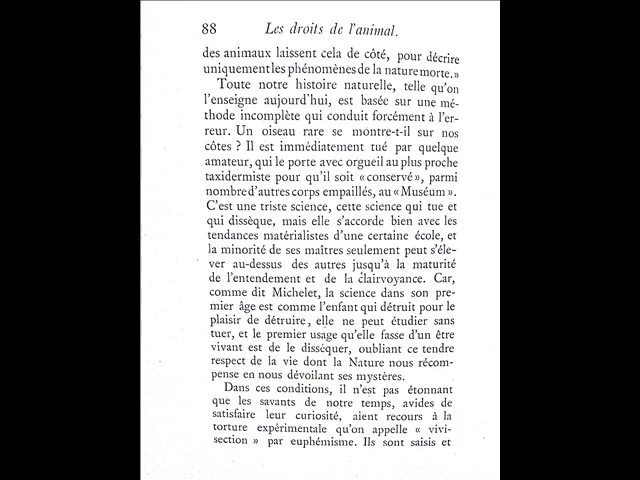 88 Les droits de l'animal.
des animaux laissent cela de côté, pour décrire
uniquement les phénomènes de la nature morte. »
Toute notre histoire naturelle, telle qu'on
l'enseigne aujourd'hui, est basée sur une mé-
thode incomplète qui conduit forcément à l'er-
reur. Un oiseau rare se montre-t-il sur nos
côtes ? Il est immédiatement tué par quelque
amateur, qui le porte avec orgueil au plus proche
taxidermiste pour qu'il soit « conservé », parmi
nombre d'autres corps empaillés, au « Muséum ».
C'est une triste science, cette science qui tue et
qui dissèque, mais elle s'accorde bien avec les
tendances matérialistes d'une certaine école, et
la minorité de ses maîtres seulement peut s'éle-
ver au-dessus des autres jusqu'à la maturité
de l'entendement et de la clairvoyance. Car,
comme dit Michelet, la science dans son pre-
mier âge est comme l'enfant qui détruit pour le
plaisir de détruire, elle ne peut étudier sans
tuer, et le premier usage qu'elle fasse d'un être
vivant est de le disséquer, oubliant ce tendre
respect de la vie dont la Nature nous récom-
pense en nous dévoilant ses mystères.
Dans ces conditions, il n'est pas étonnant
que les savants de notre temps, avides de
satisfaire leur curiosité, aient recours à la
torture expérimentale qu'on appelle « vivi-
section » par euphémisme. Ils sont saisis et